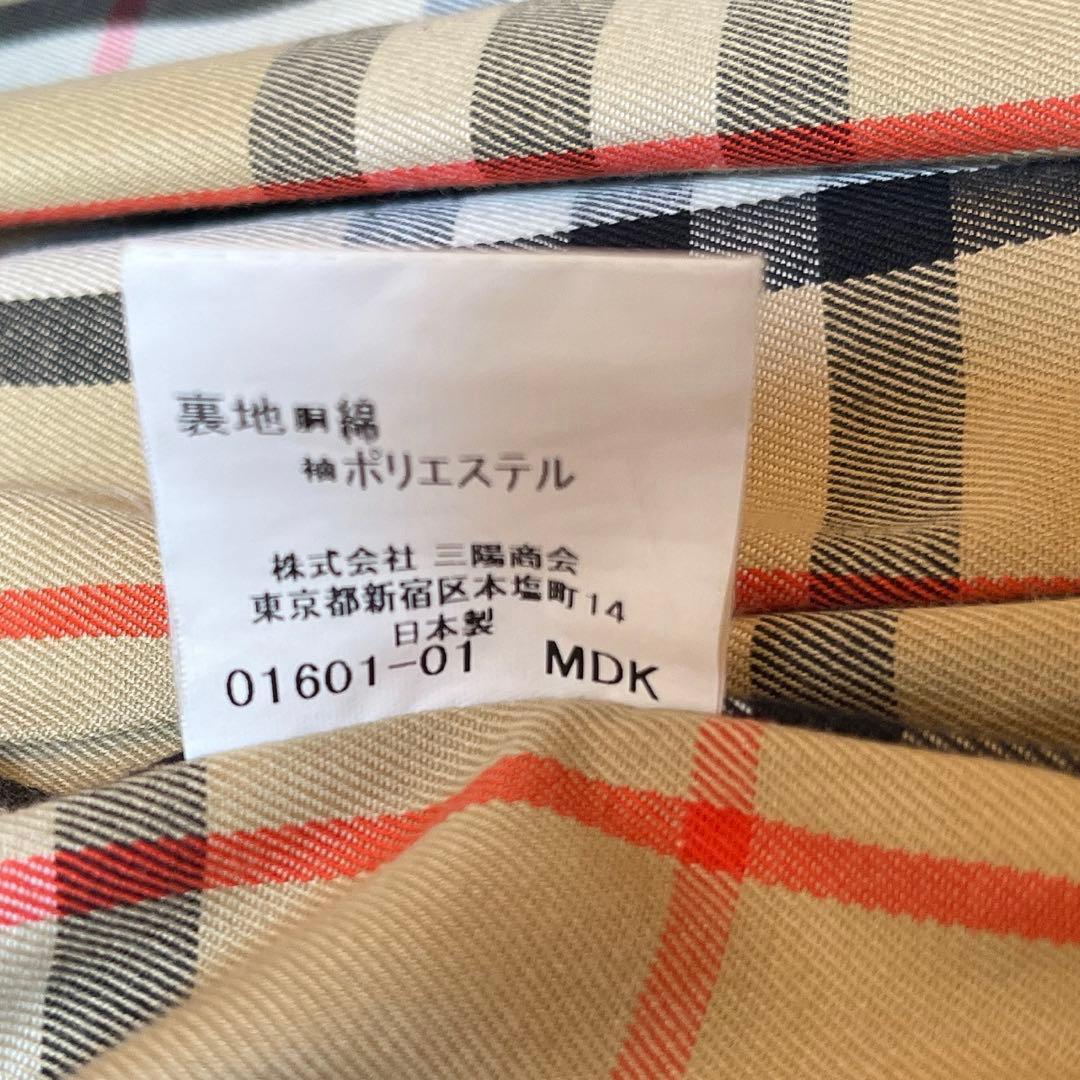 裏地 胴 綿
袖 ポリエステル
株式会社 三陽商会
東京都新宿区本塩町14
日本製
01601-01 MDK